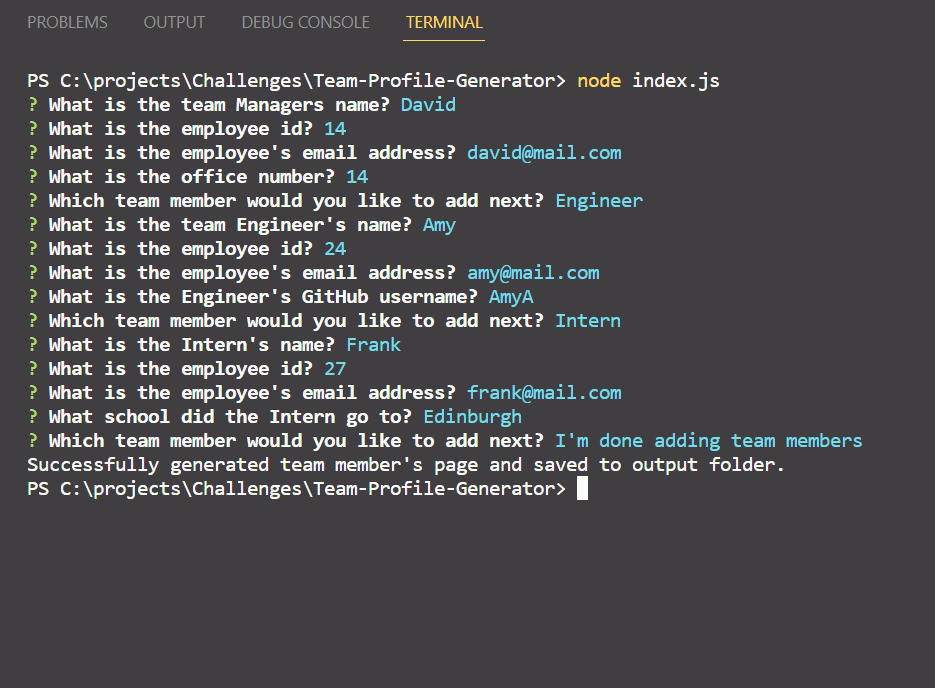 PROBLEMS OUTPUT DEBUG CONSOLE TERMINAL
PS C:\projects\Challenges\Team-Profile-Generator> node index.js
? What is the team Managers name? David
? What is the employee id? 14
? What is the employee's email address? david@mail.com
? What is the office number? 14
? Which team member would you like to add next? Engineer
? What is the team Engineer's name? Amy
? What is the employee id? 24
? What is the employee's email address? amy@mail.com
? What is the Engineer's GitHub username? AmyA
? Which team member would you like to add next? Intern
? What is the Intern's name? Frank
? What is the employee id? 27
? What is the employee's email address? frank@mail.com
? What school did the Intern go to? Edinburgh
? Which team member would you like to add next? I'm done adding team members
Successfully generated team member's page and saved to output folder.
PS C:\projects\Challenges\Team-Profile-Generator>